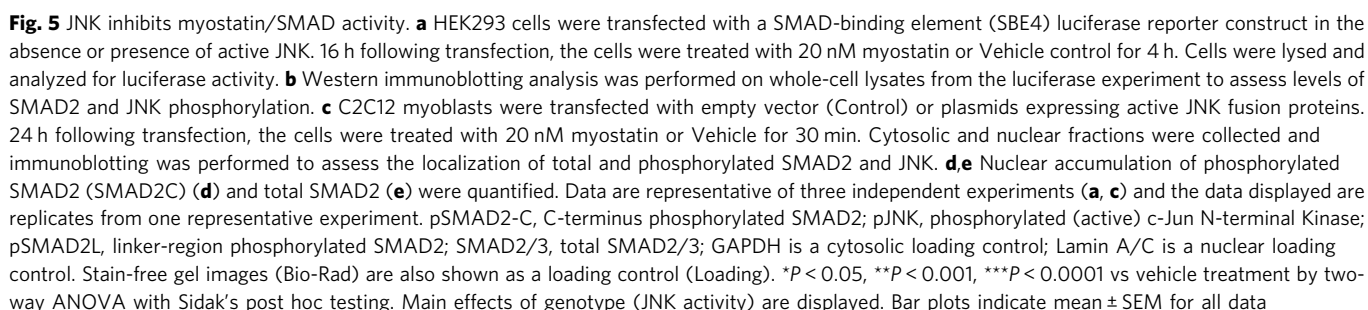 Fig. 5 JNK inhibits myostatin/SMAD activity. a HEK293 cells were transfected with a SMAD-binding element (SBE4) luciferase reporter construct in the
absence or presence of active JNK. 16 h following transfection, the cells were treated with 20 nM myostatin or Vehicle control for 4 h. Cells were lysed and
analyzed for luciferase activity. b Western immunoblotting analysis was performed on whole-cell lysates from the luciferase experiment to assess levels of
SMAD2 and JNK phosphorylation. c C2C12 myoblasts were transfected with empty vector (Control) or plasmids expressing active JNK fusion proteins.
24 h following transfection, the cells were treated with 20 nM myostatin or Vehicle for 30 min. Cytosolic and nuclear fractions were collected and
immunoblotting was performed to assess the localization of total and phosphorylated SMAD2 and JNK. d,e Nuclear accumulation of phosphorylated
SMAD2 (SMAD2C) (d) and total SMAD2 (e) were quantified. Data are representative of three independent experiments (a, c) and the data displayed are
replicates from one representative experiment. pSMAD2-C, C-terminus phosphorylated SMAD2; pJNK, phosphorylated (active) c-Jun N-terminal Kinase;
pSMAD2L, linker-region phosphorylated SMAD2; SMAD2/3, total SMAD2/3; GAPDH is a cytosolic loading control; Lamin A/C is a nuclear loading
control. Stain-free gel images (Bio-Rad) are also shown as a loading control (Loading). *P < 0.05, **P < 0.001, ***P < 0.0001 vs vehicle treatment by two-
way ANOVA with Sidak's post hoc testing. Main effects of genotype (JNK activity) are displayed. Bar plots indicate mean ± SEM for all data